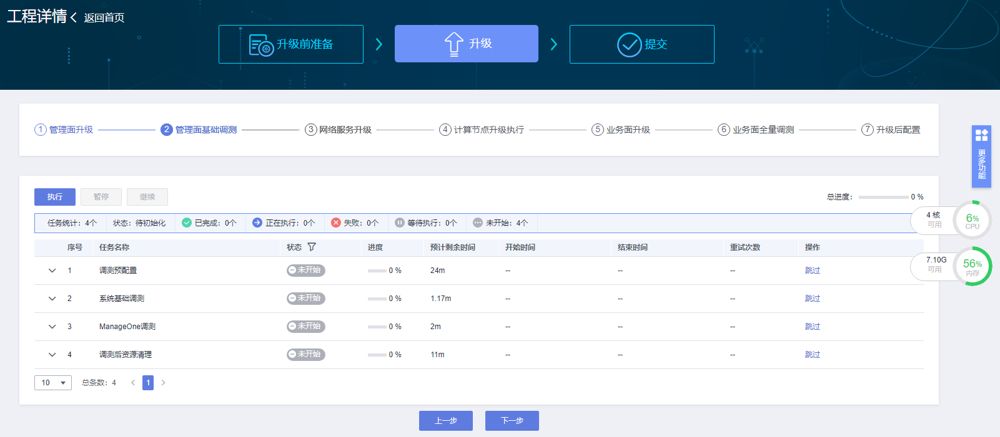 工程详情 返回首页
升级前准备 升级 提交
1 管理面升级 2 管理面基础调测 3 网络服务升级 4 计算节点升级执行 5 业务面升级 6 业务面全量调测 7 升级后配置
更多功能
执行 暂停 继续 总进度： 0 %
任务统计：4个 状态：待初始化 已完成：0个 正在执行：0个 失败：0个 等待执行：0个 未开始：4个
4 核
可用
6%
CPU
序号 任务名称 状态 进度 预计剩余时间 开始时间 结束时间 重试次数 操作
1 调测预配置 未开始 0 % 24m -- -- -- 跳过
7.10G
可用
56%
内存
2 系统基础调测 未开始 0 % 1.17m -- -- -- 跳过
3 ManageOne调测 未开始 0 % 2m -- -- -- 跳过
4 调测后资源清理 未开始 0 % 11m -- -- -- 跳过
10 总条数：4 < 1 >
上一步 下一步